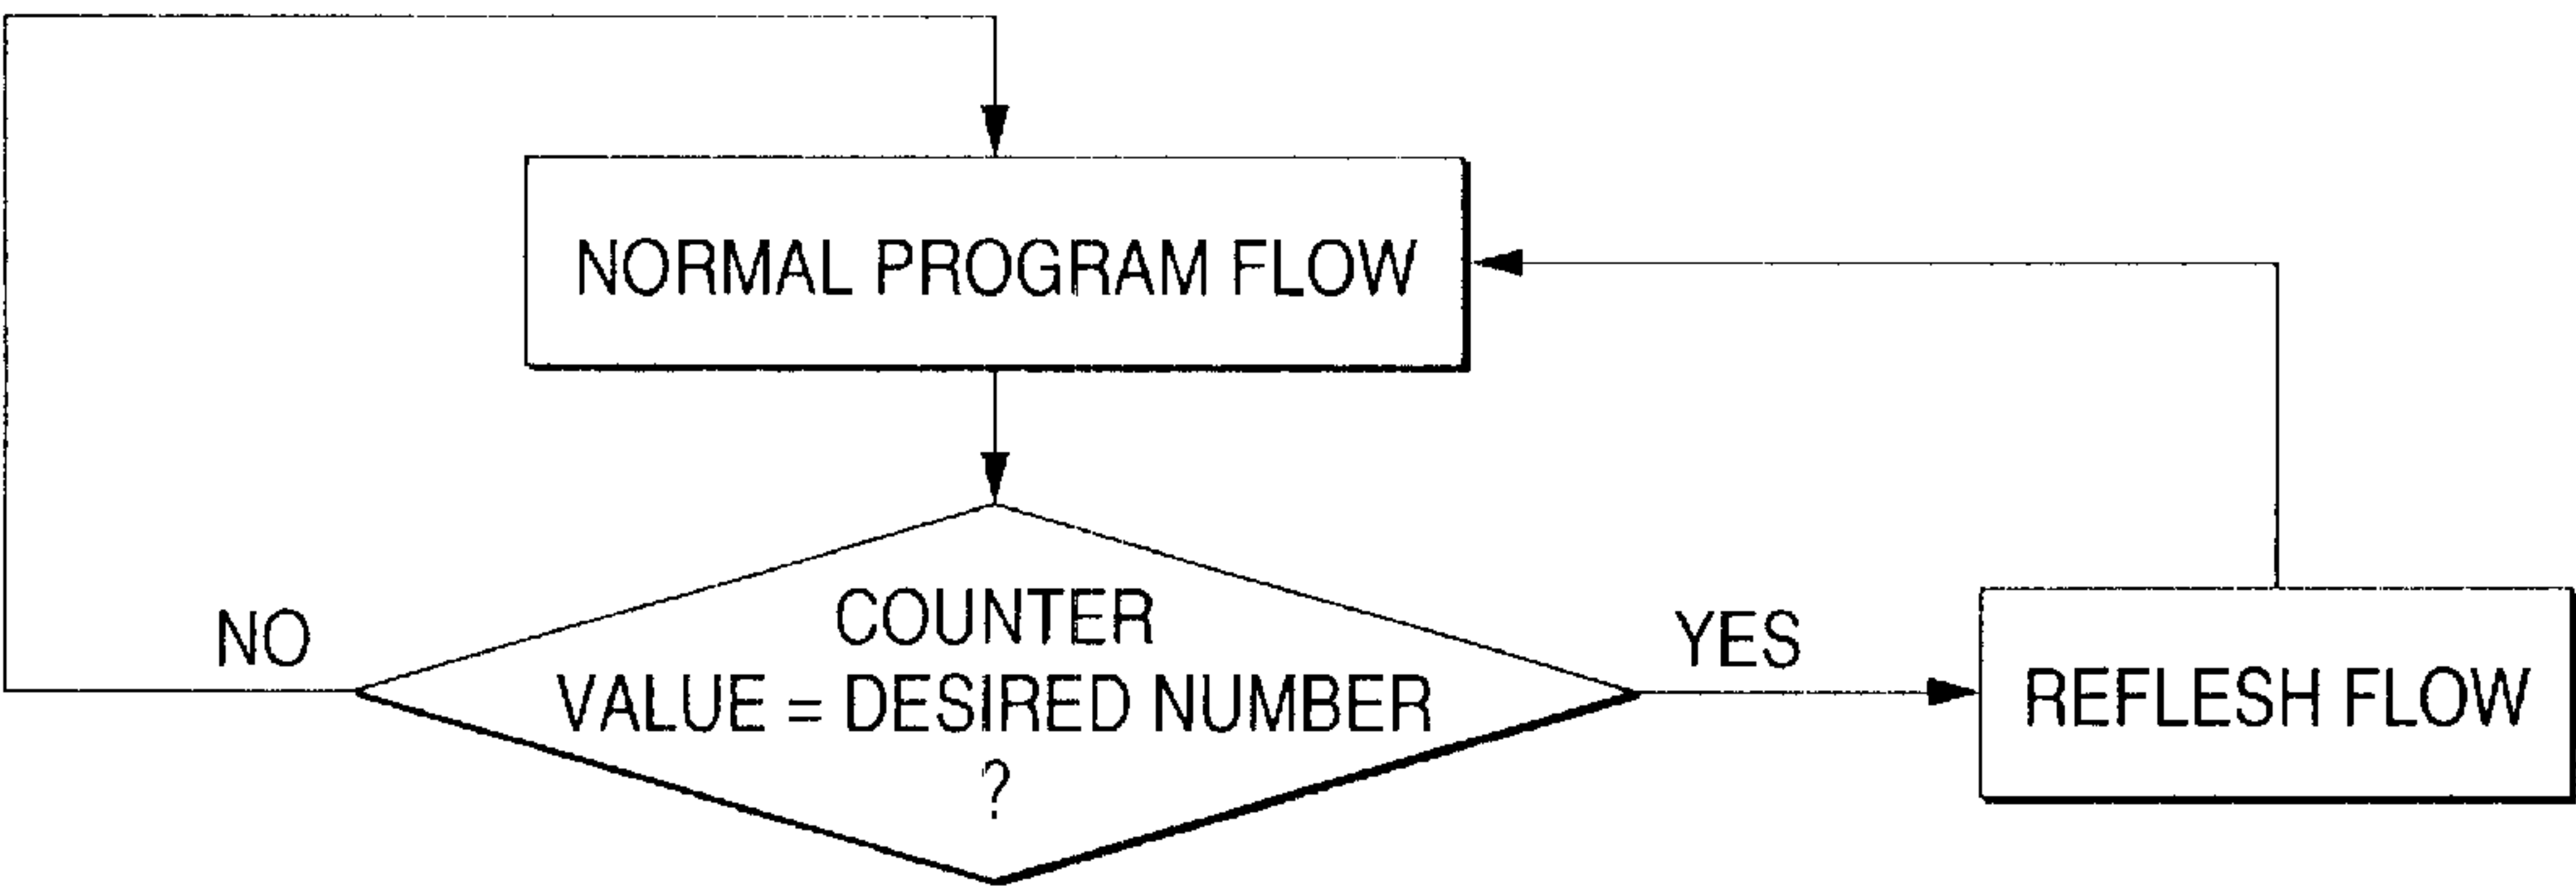 NORMAL PROGRAM FLOW
COUNTER
VALUE = DESIRED NUMBER
?
NO
YES
REFLESH FLOW